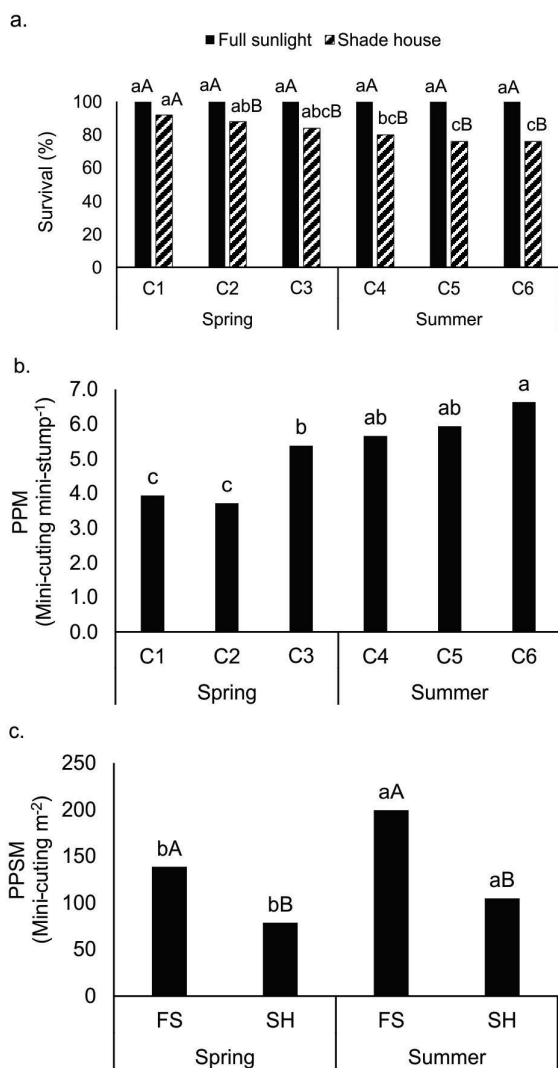 a.
Full sunlight Shade house
aA aA aA abB aA abcB aA bcB aA cB aA cB
100
80
60
40
20
0
Survival (%)
C1 C2 C3 C4 C5 C6
Spring Summer
b.
7.0
6.0
5.0
4.0
3.0
2.0
1.0
0.0
PPM
(Mini-cuting mini-stump⁻¹)
c c b ab ab a
C1 C2 C3 C4 C5 C6
Spring Summer
c.
250
200
150
100
50
0
PPSM
(Mini-cuting m⁻²)
bA bB aA aB
FS SH FS SH
Spring Summer